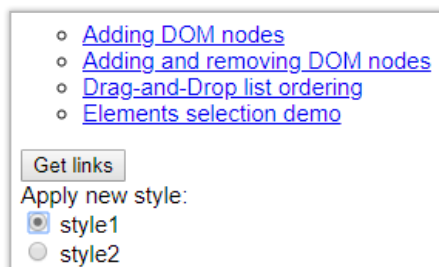 Adding DOM nodes
Adding and removing DOM nodes
Drag-and-Drop list ordering
Elements selection demo
Get links
Apply new style:
style1
style2